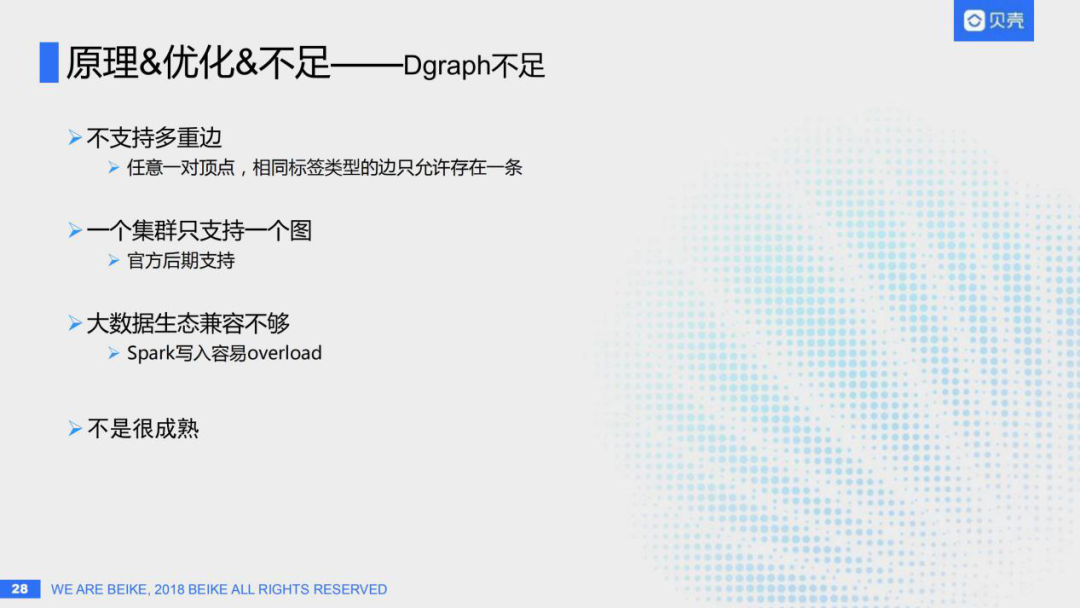 贝壳
原理&优化&不足——Dgraph不足
不支持多重边
任意一对顶点，相同标签类型的边只允许存在一条
一个集群只支持一个图
官方后期支持
大数据生态兼容不够
Spark写入容易overload
不是很成熟
28 WE ARE BEIKE, 2018 BEIKE ALL RIGHTS RESERVED